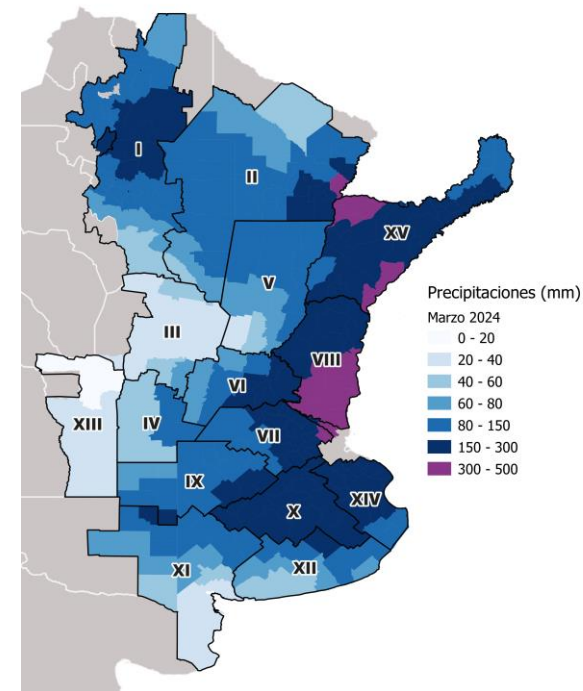 I
II
XV
V
III
VIII
VI
XIII
IV
VII
IX
XIV
X
XI
XII
Precipitaciones (mm)
Marzo 2024
0 - 20
20 - 40
40 - 60
60 - 80
80 - 150
150 - 300
300 - 500